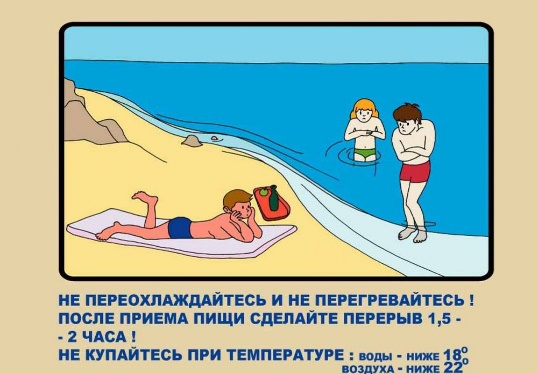 НЕ ПЕРЕОХЛАЖДАЙТЕСЬ И НЕ ПЕРЕГРЕВАЙТЕСЬ !
ПОСЛЕ ПРИЕМА ПИЩИ СДЕЛАЙТЕ ПЕРЕРЫВ 1,5 -
- 2 ЧАСА !
НЕ КУПАЙТЕСЬ ПРИ ТЕМПЕРАТУРЕ : ВОДЫ - НИЖЕ 18°
ВОЗДУХА - НИЖЕ 22°